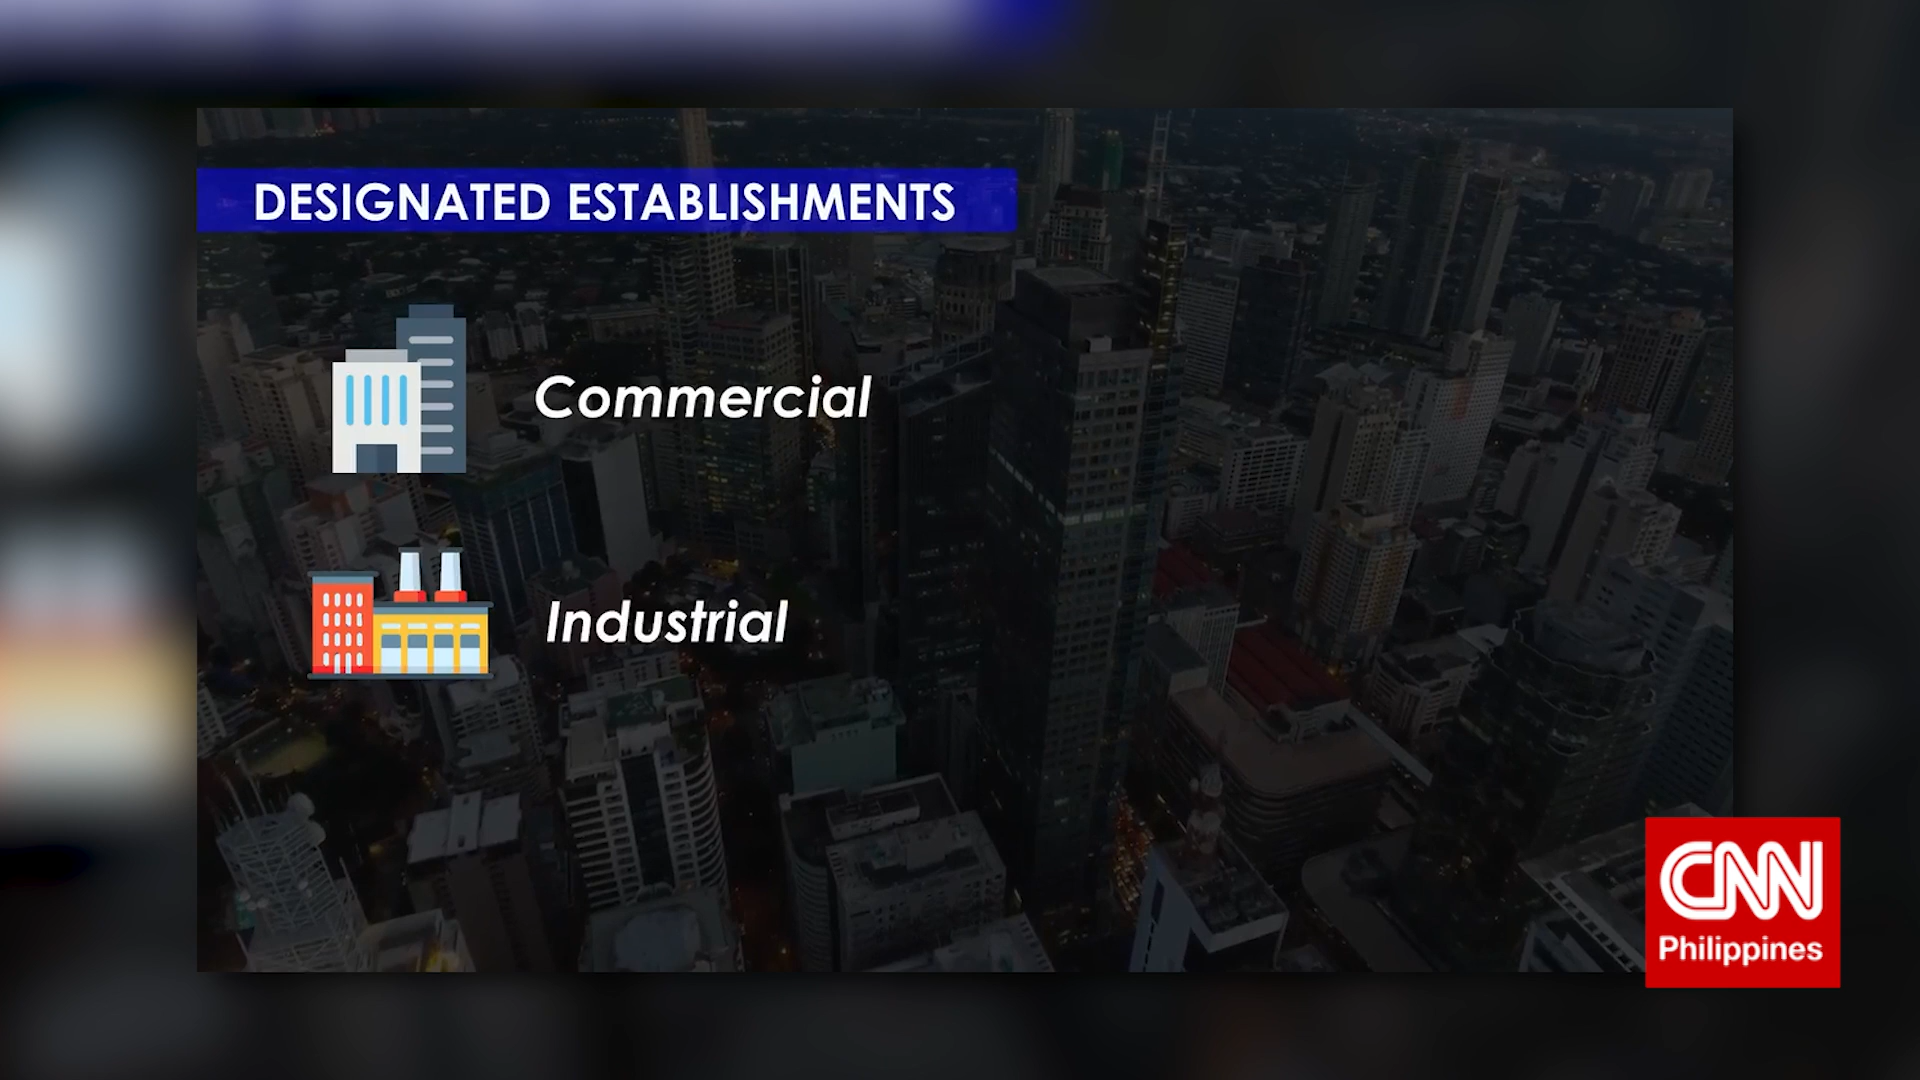 DESIGNATED ESTABLISHMENTS
Commercial
Industrial
CNN
Philippines